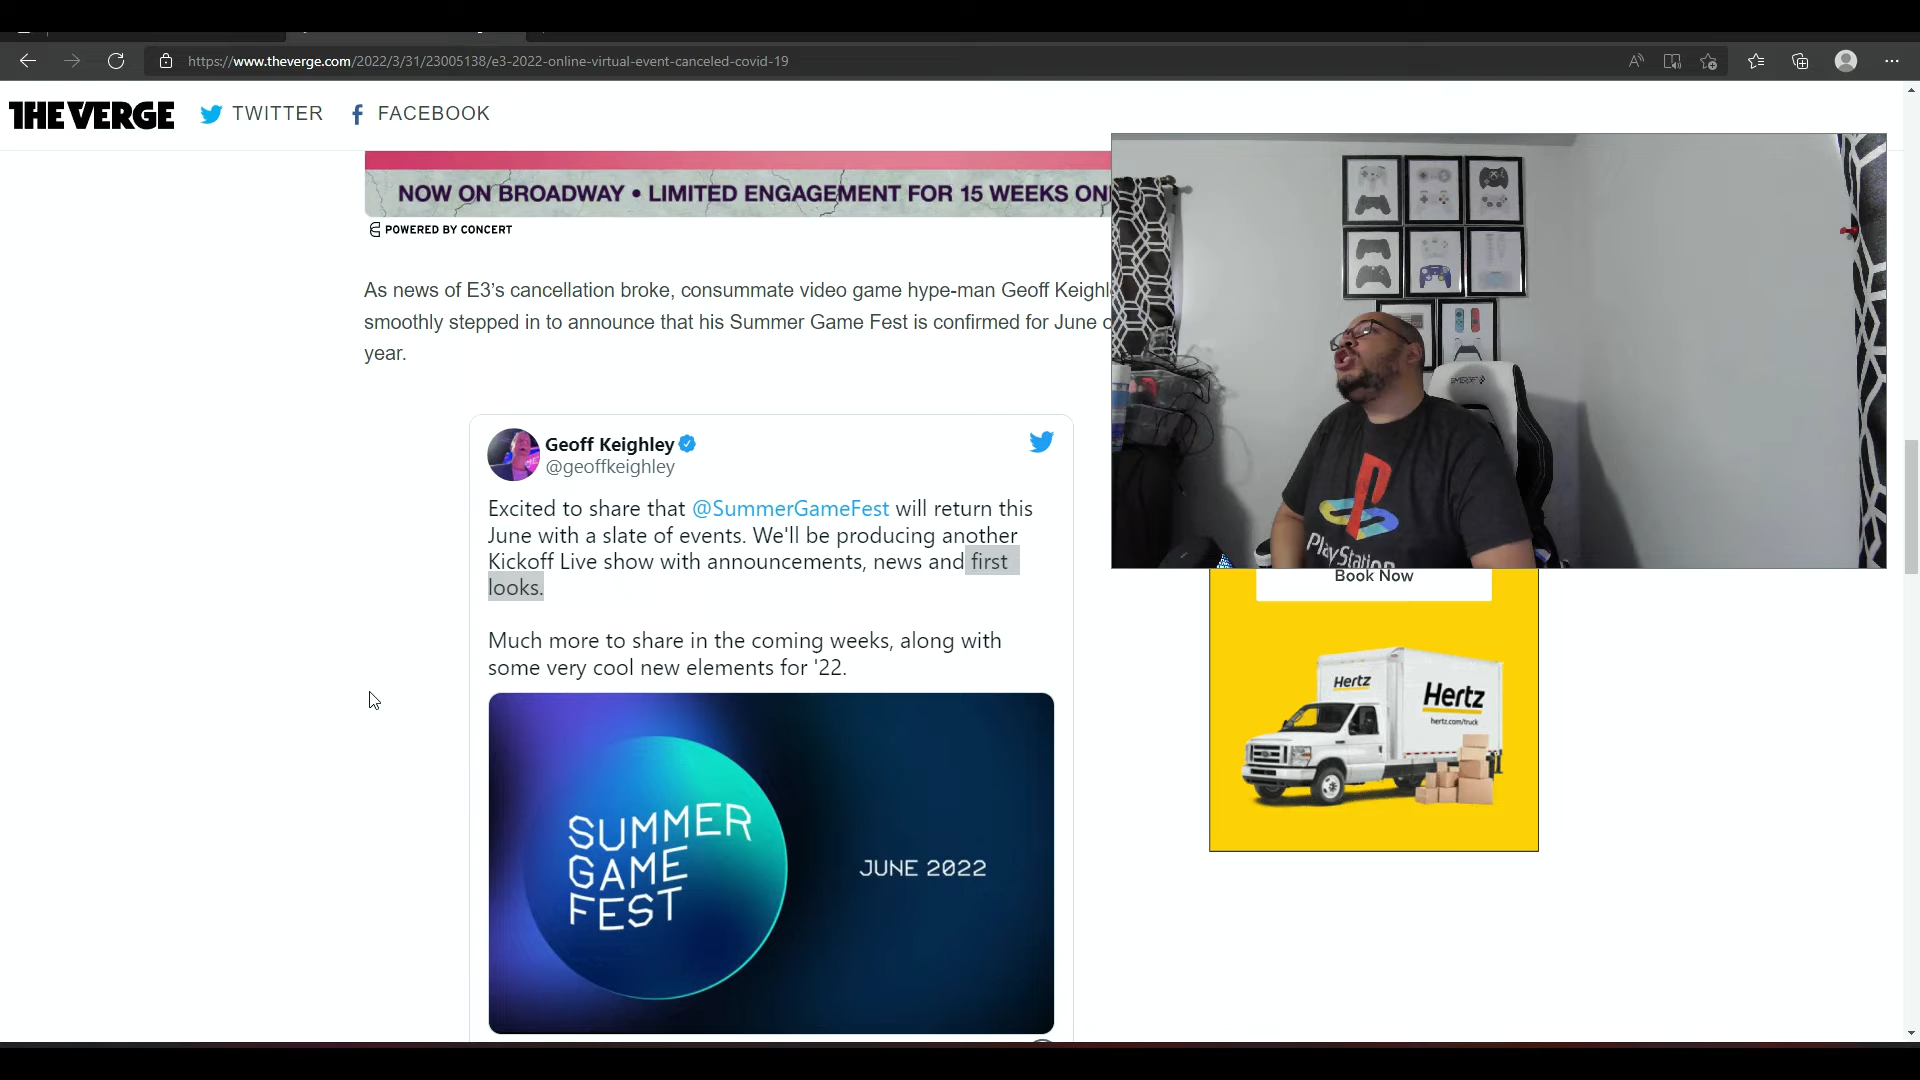 https://www.theverge.com/2022/3/31/23005138/e3-2022-online-virtual-event-canceled-covid-19
THE VERGE TWITTER FACEBOOK
NOW ON BROADWAY • LIMITED ENGAGEMENT FOR 15 WEEKS
POWERED BY CONCERT
As news of E3's cancellation broke, consummate video game hype-man Geoff
smoothly stepped in to announce that his Summer Game Fest is confirmed for June
year.
Geoff Keighley
@geoffkeighley
Excited to share that @SummerGameFest will return this
June with a slate of events. We'll be producing another
Kickoff Live show with announcements, news and first
looks.
Much more to share in the coming weeks, along with
some very cool new elements for '22.
SUMMER
GAME
FEST
JUNE 2022
PlayStation
Book Now
Hertz
Hertz
hertz.com/truck